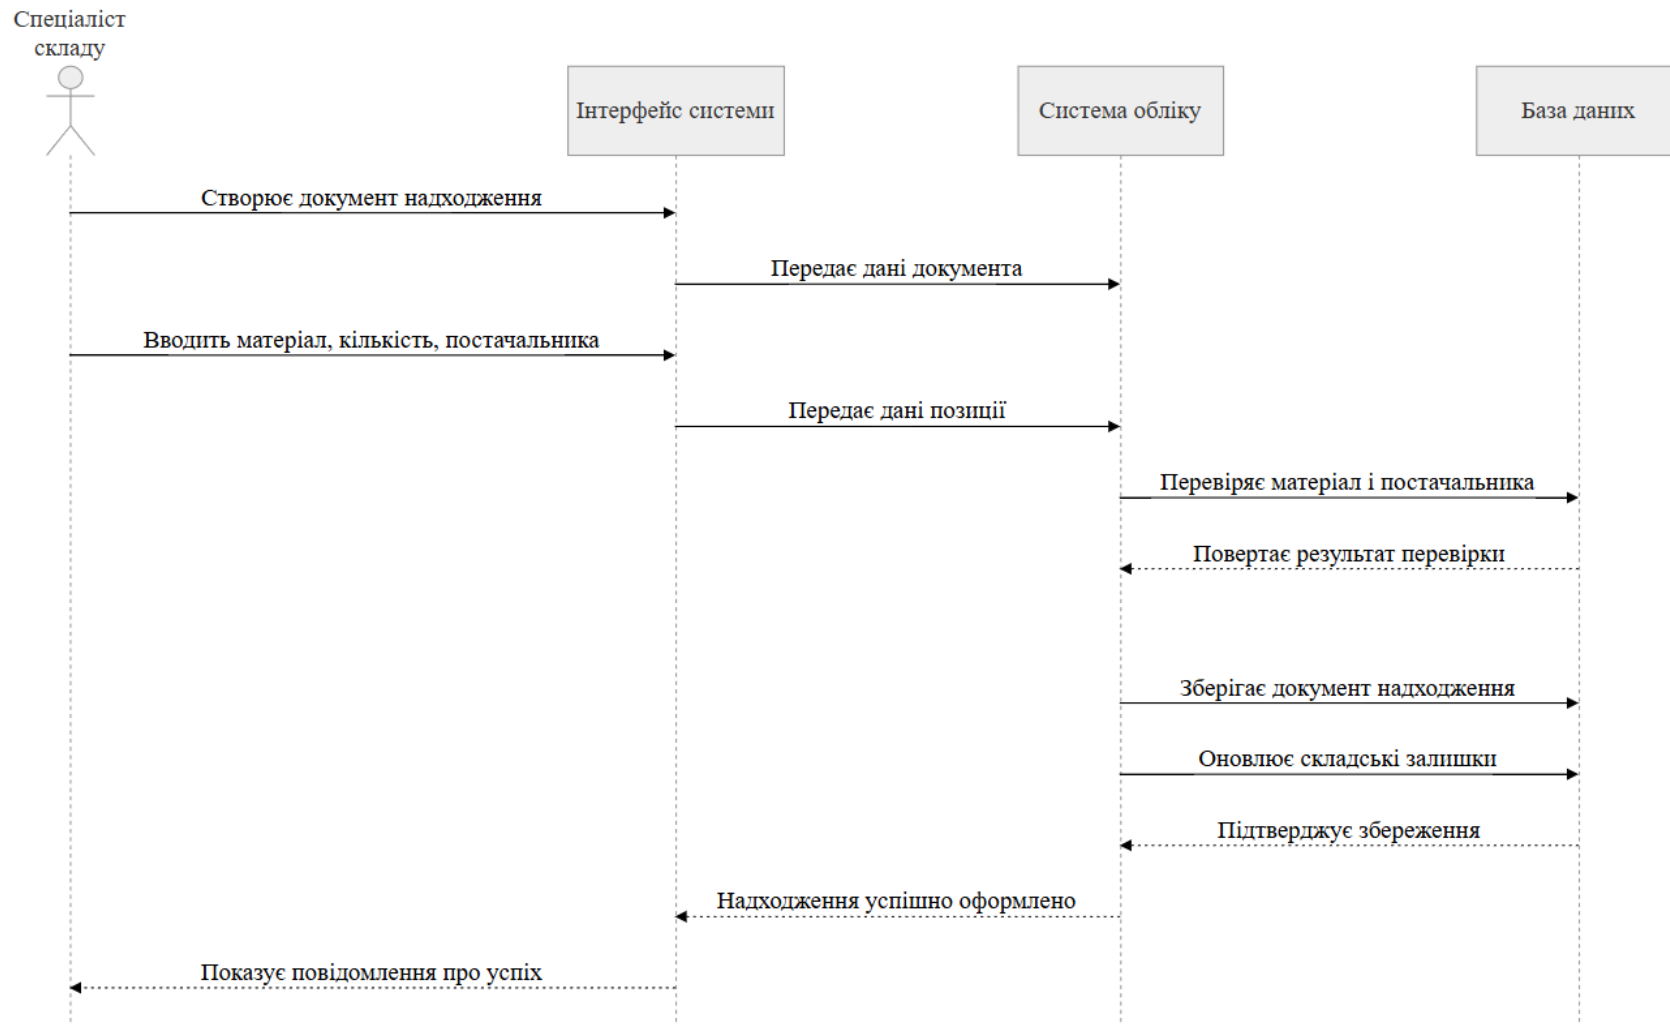 Спеціаліст
складу
Інтерфейс системи
Система обліку
База даних
Створює документ надходження
Передає дані документа
Вводить матеріал, кількість, постачальника
Передає дані позиції
Перевіряє матеріал і постачальника
Повертає результат перевірки
Зберігає документ надходження
Оновлює складські залишки
Підтверджує збереження
Надходження успішно оформлено
Показує повідомлення про успіх